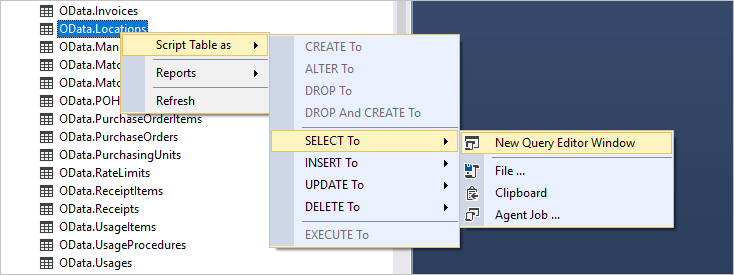 OData.Invoices
OData.Locations
OData.Man
OData.Mato
OData.Mato
OData.POH
OData.PurchaseOrderItems
OData.PurchaseOrders
OData.PurchasingUnits
OData.RateLimits
OData.ReceiptItems
OData.Receipts
OData.UsageItems
OData.UsageProcedures
OData.Usages
Script Table as
Reports
Refresh
CREATE To
ALTER To
DROP To
DROP And CREATE To
SELECT To
INSERT To
UPDATE To
DELETE To
EXECUTE To
New Query Editor Window
File ...
Clipboard
Agent Job ...